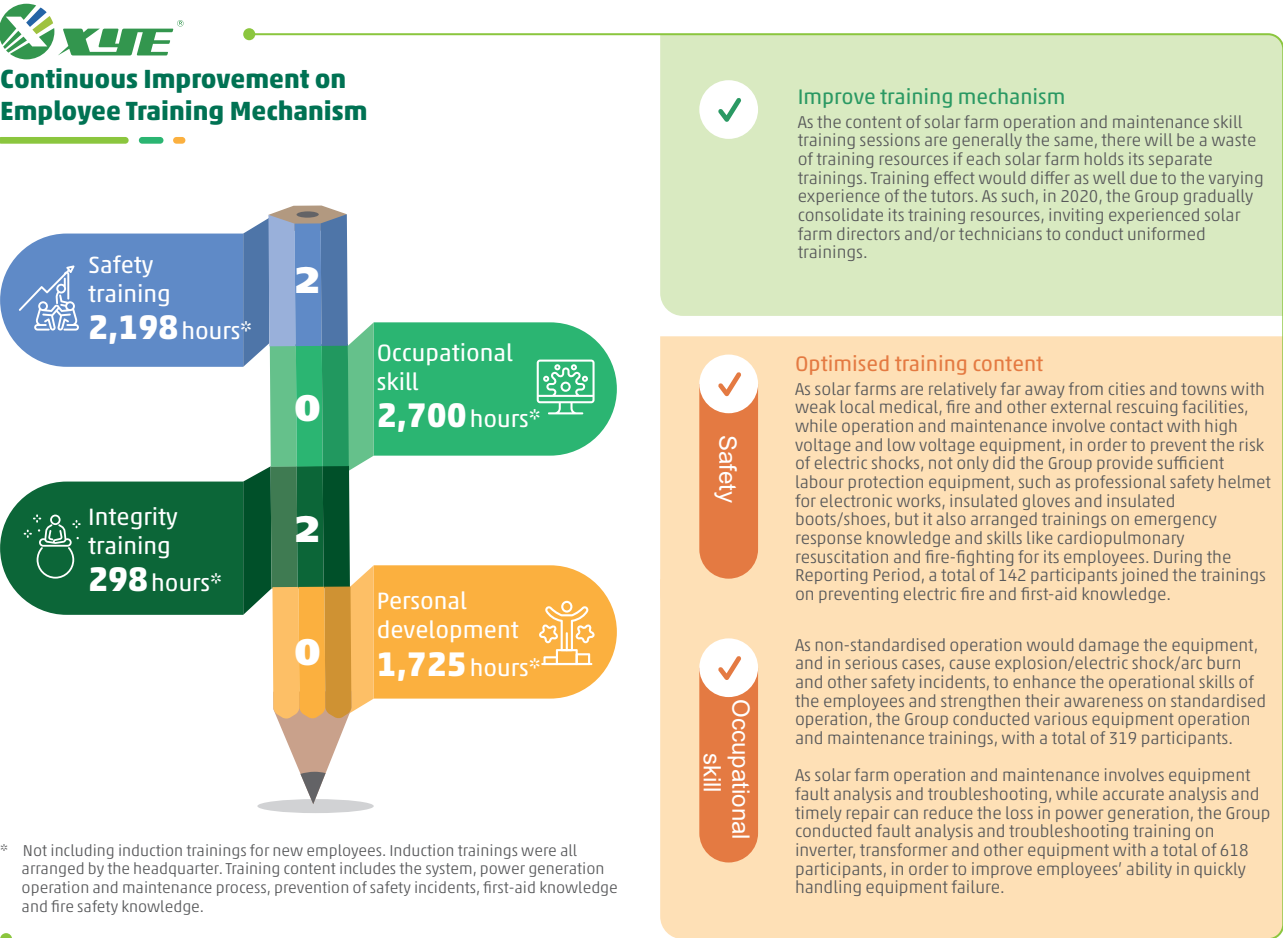 XYE®
Continuous Improvement on
Employee Training Mechanism
Safety
training
2,198 hours*
2
Occupational
skill
2,700 hours*
0
Integrity
training
298 hours*
2
Personal
development
1,725 hours*
0
* Not including induction trainings for new employees. Induction trainings were all
arranged by the headquarter. Training content includes the system, power generation
operation and maintenance process, prevention of safety incidents, first-aid knowledge
and fire safety knowledge.
Improve training mechanism
As the content of solar farm operation and maintenance skill
training sessions are generally the same, there will be a waste
of training resources if each solar farm holds its separate
trainings. Training effect would differ as well due to the varying
experience of the tutors. As such, in 2020, the Group gradually
consolidate its training resources, inviting experienced solar
farm directors and/or technicians to conduct uniformed
trainings.
Safety
Optimised training content
As solar farms are relatively far away from cities and towns with
weak local medical, fire and other external rescuing facilities,
while operation and maintenance involve contact with high
voltage and low voltage equipment, in order to prevent the risk
of electric shocks, not only did the Group provide sufficient
labour protection equipment, such as professional safety helmet
for electronic works, insulated gloves and insulated
boots/shoes, but it also arranged trainings on emergency
response knowledge and skills like cardiopulmonary
resuscitation and fire-fighting for its employees. During the
Reporting Period, a total of 142 participants joined the trainings
on preventing electric fire and first-aid knowledge.
Occupational
skill
As non-standardised operation would damage the equipment,
and in serious cases, cause explosion/electric shock/arc burn
and other safety incidents, to enhance the operational skills of
the employees and strengthen their awareness on standardised
operation, the Group conducted various equipment operation
and maintenance trainings, with a total of 319 participants.
As solar farm operation and maintenance involves equipment
fault analysis and troubleshooting, while accurate analysis and
timely repair can reduce the loss in power generation, the Group
conducted fault analysis and troubleshooting training on
inverter, transformer and other equipment with a total of 618
participants, in order to improve employees' ability in quickly
handling equipment failure.